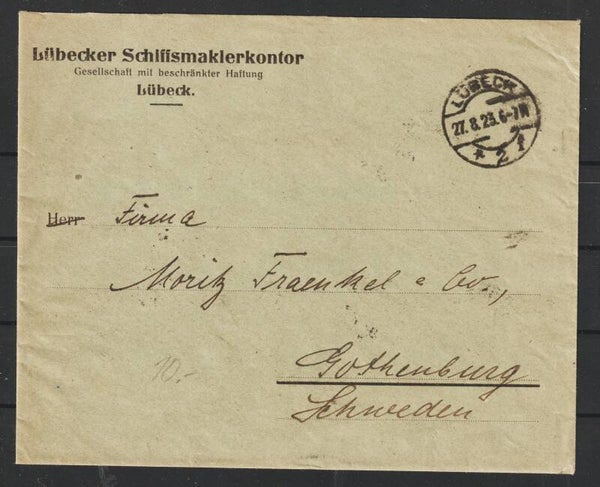 Lübecker Schiffsmaklerkontor
Gesellschaft mit beschränkter Haftung
Lübeck.
LÜBECK
27.8.23.6-7N
* 2 f
Herr Firma
Moritz Fraenkel & Co.,
10.-
Gothenburg
Schweden